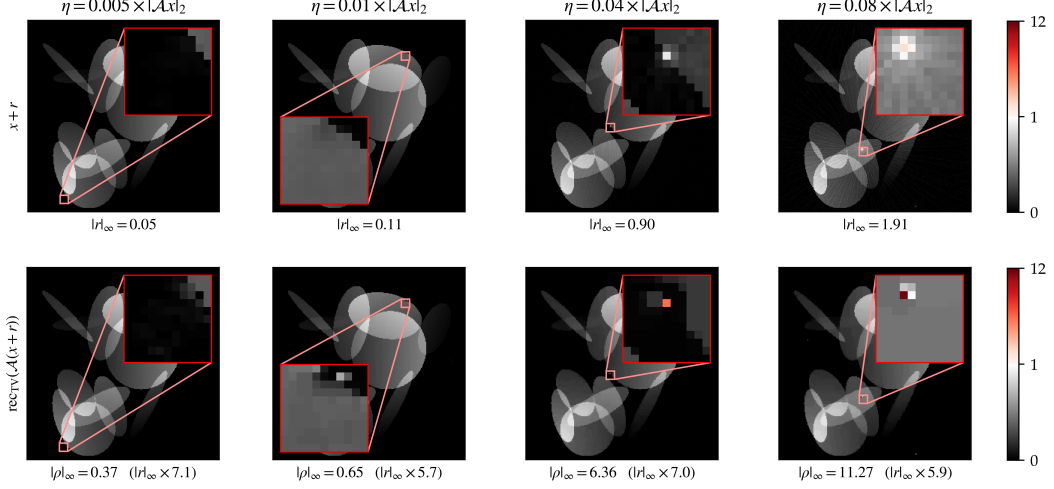 η = 0.005 × |𝒜x|₂
η = 0.01 × |𝒜x|₂
η = 0.04 × |𝒜x|₂
η = 0.08 × |𝒜x|₂
x + r
12
1
0
|r|∞ = 0.05
|r|∞ = 0.11
|r|∞ = 0.90
|r|∞ = 1.91
rec_TV(𝒜(x + r))
12
1
0
|ρ|∞ = 0.37 (|r|∞ × 7.1)
|ρ|∞ = 0.65 (|r|∞ × 5.7)
|ρ|∞ = 6.36 (|r|∞ × 7.0)
|ρ|∞ = 11.27 (|r|∞ × 5.9)